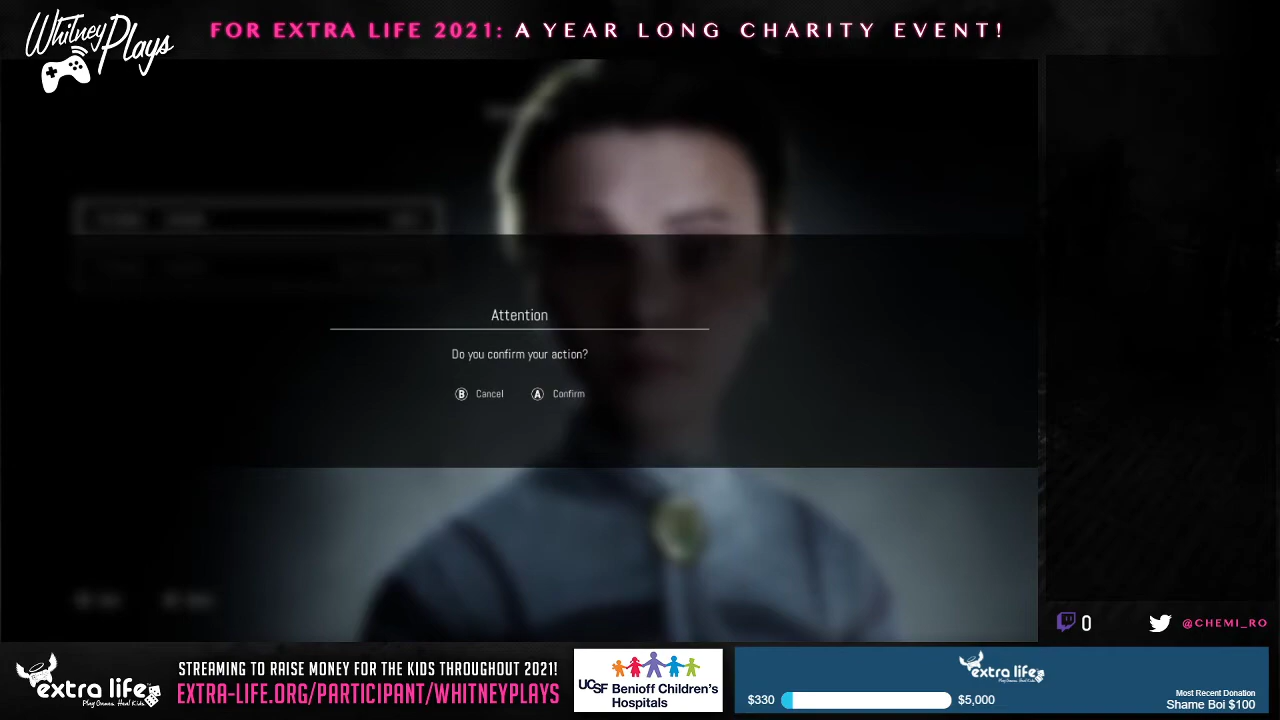 Whitney Plays
FOR EXTRA LIFE 2021: A YEAR LONG CHARITY EVENT!
Attention
Do you confirm your action?
B Cancel A Confirm
0 @CHEMI_RO
extra life
Play Games. Heal Kids.
STREAMING TO RAISE MONEY FOR THE KIDS THROUGHOUT 2021!
EXTRA-LIFE.ORG/PARTICIPANT/WHITNEYPLAYS
UCSF Benioff Children's
Hospitals
extra life
Play Games. Heal Kids.
$330 $5,000
Most Recent Donation
Shame Boi $100